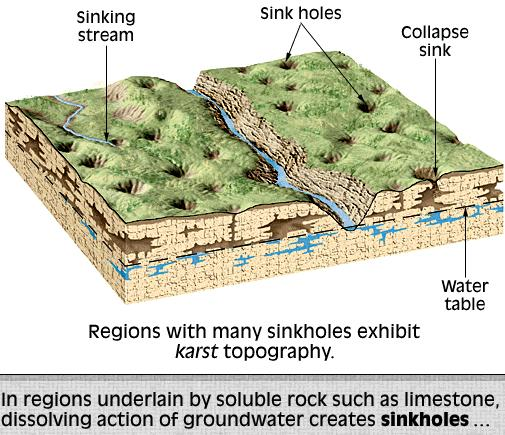 Sinking
stream
Sink holes
Collapse
sink
Water
table
Regions with many sinkholes exhibit
karst topography.
In regions underlain by soluble rock such as limestone,
dissolving action of groundwater creates sinkholes ...